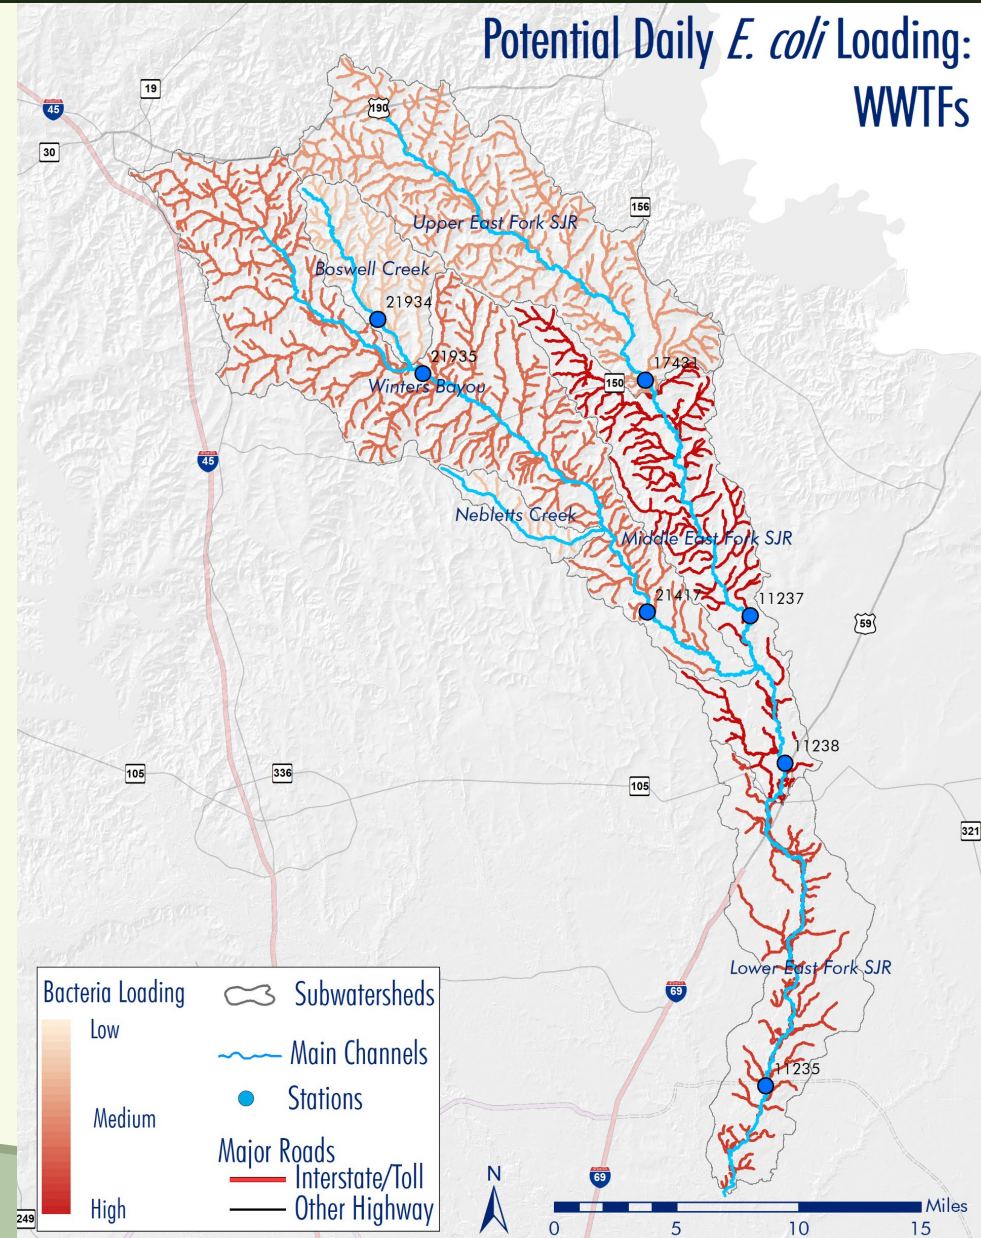 Potential Daily E. coli Loading:
WWTFs
19
45
190
30
156
Upper East Fork SJR
Boswell Creek
21934
21935
17431
150
Winters Bayou
45
Nebletts Creek
Middle East Fork SJR
21417
11237
59
11238
105
336
105
321
Lower East Fork SJR
69
11235
69
249
Bacteria Loading
Low
Medium
High
Subwatersheds
Main Channels
Stations
Major Roads
Interstate/Toll
Other Highway
N
Miles
0 5 10 15